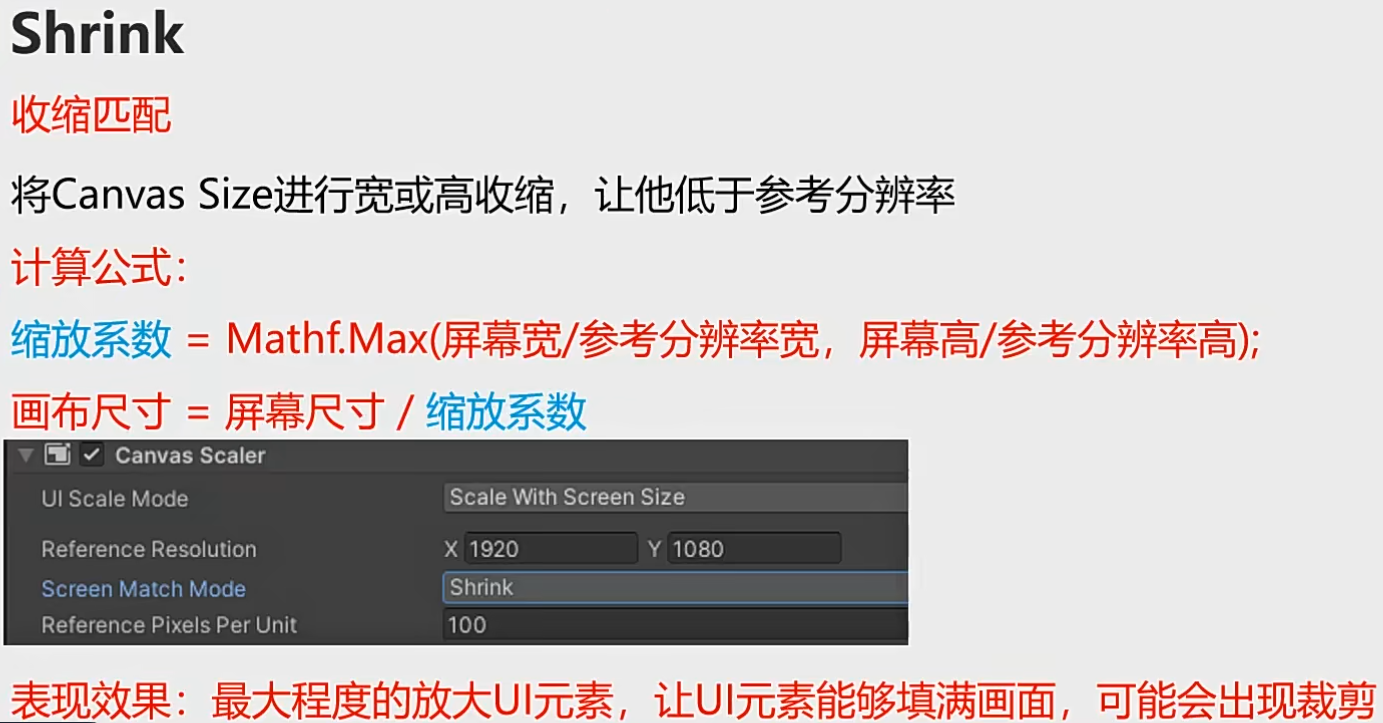 Shrink
收缩匹配
将Canvas Size进行宽或高收缩，让他低于参考分辨率
计算公式：
缩放系数 = Mathf.Max(屏幕宽/参考分辨率宽，屏幕高/参考分辨率高);
画布尺寸 = 屏幕尺寸 / 缩放系数
Canvas Scaler
UI Scale Mode Scale With Screen Size
Reference Resolution X 1920 Y 1080
Screen Match Mode Shrink
Reference Pixels Per Unit 100
表现效果：最大程度的放大UI元素，让UI元素能够填满画面，可能会出现裁剪